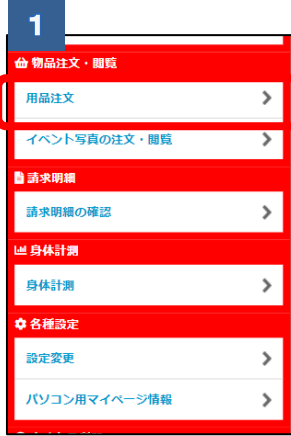 1
物品注文・閲覧
用品注文
イベント写真の注文・閲覧
請求明細
請求明細の確認
身体計測
身体計測
各種設定
設定変更
パソコン用マイページ情報